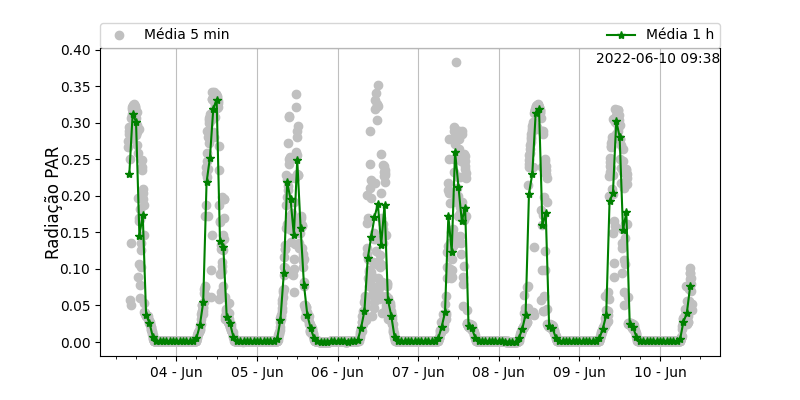 Média 5 min
Média 1 h
2022-06-10 09:38
Radiação PAR
0.40
0.35
0.30
0.25
0.20
0.15
0.10
0.05
0.00
04 - Jun
05 - Jun
06 - Jun
07 - Jun
08 - Jun
09 - Jun
10 - Jun